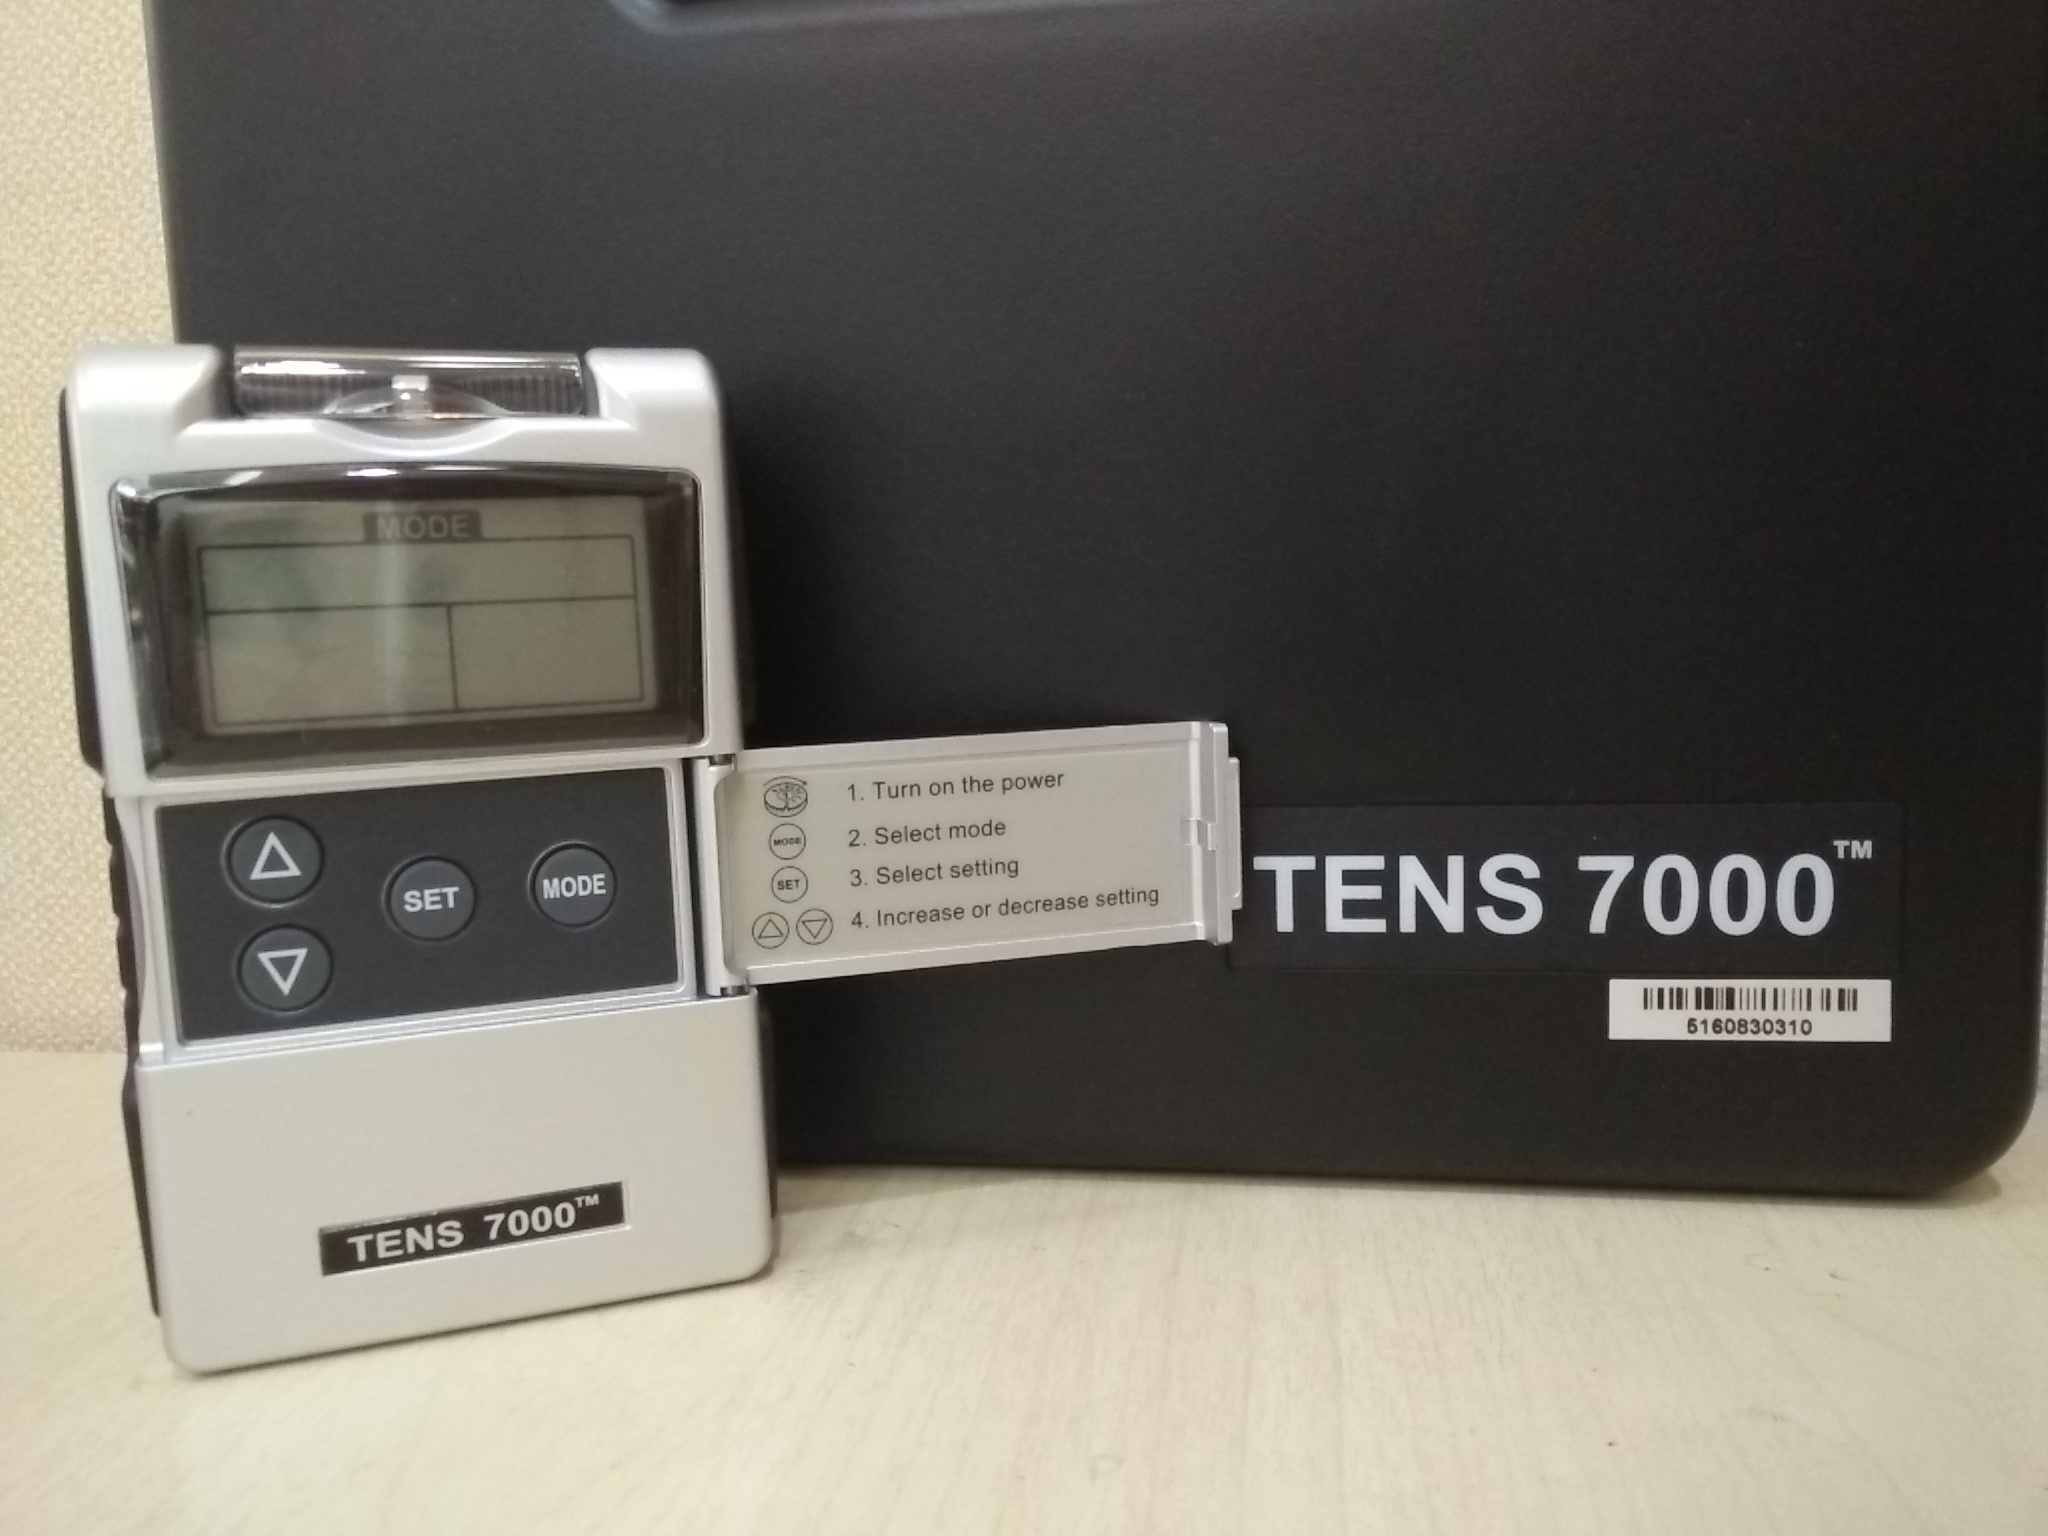 MODE
SET
MODE
1. Turn on the power
MODE
2. Select mode
SET
3. Select setting
4. Increase or decrease setting
TENS 7000™
5160830310
TENS 7000™